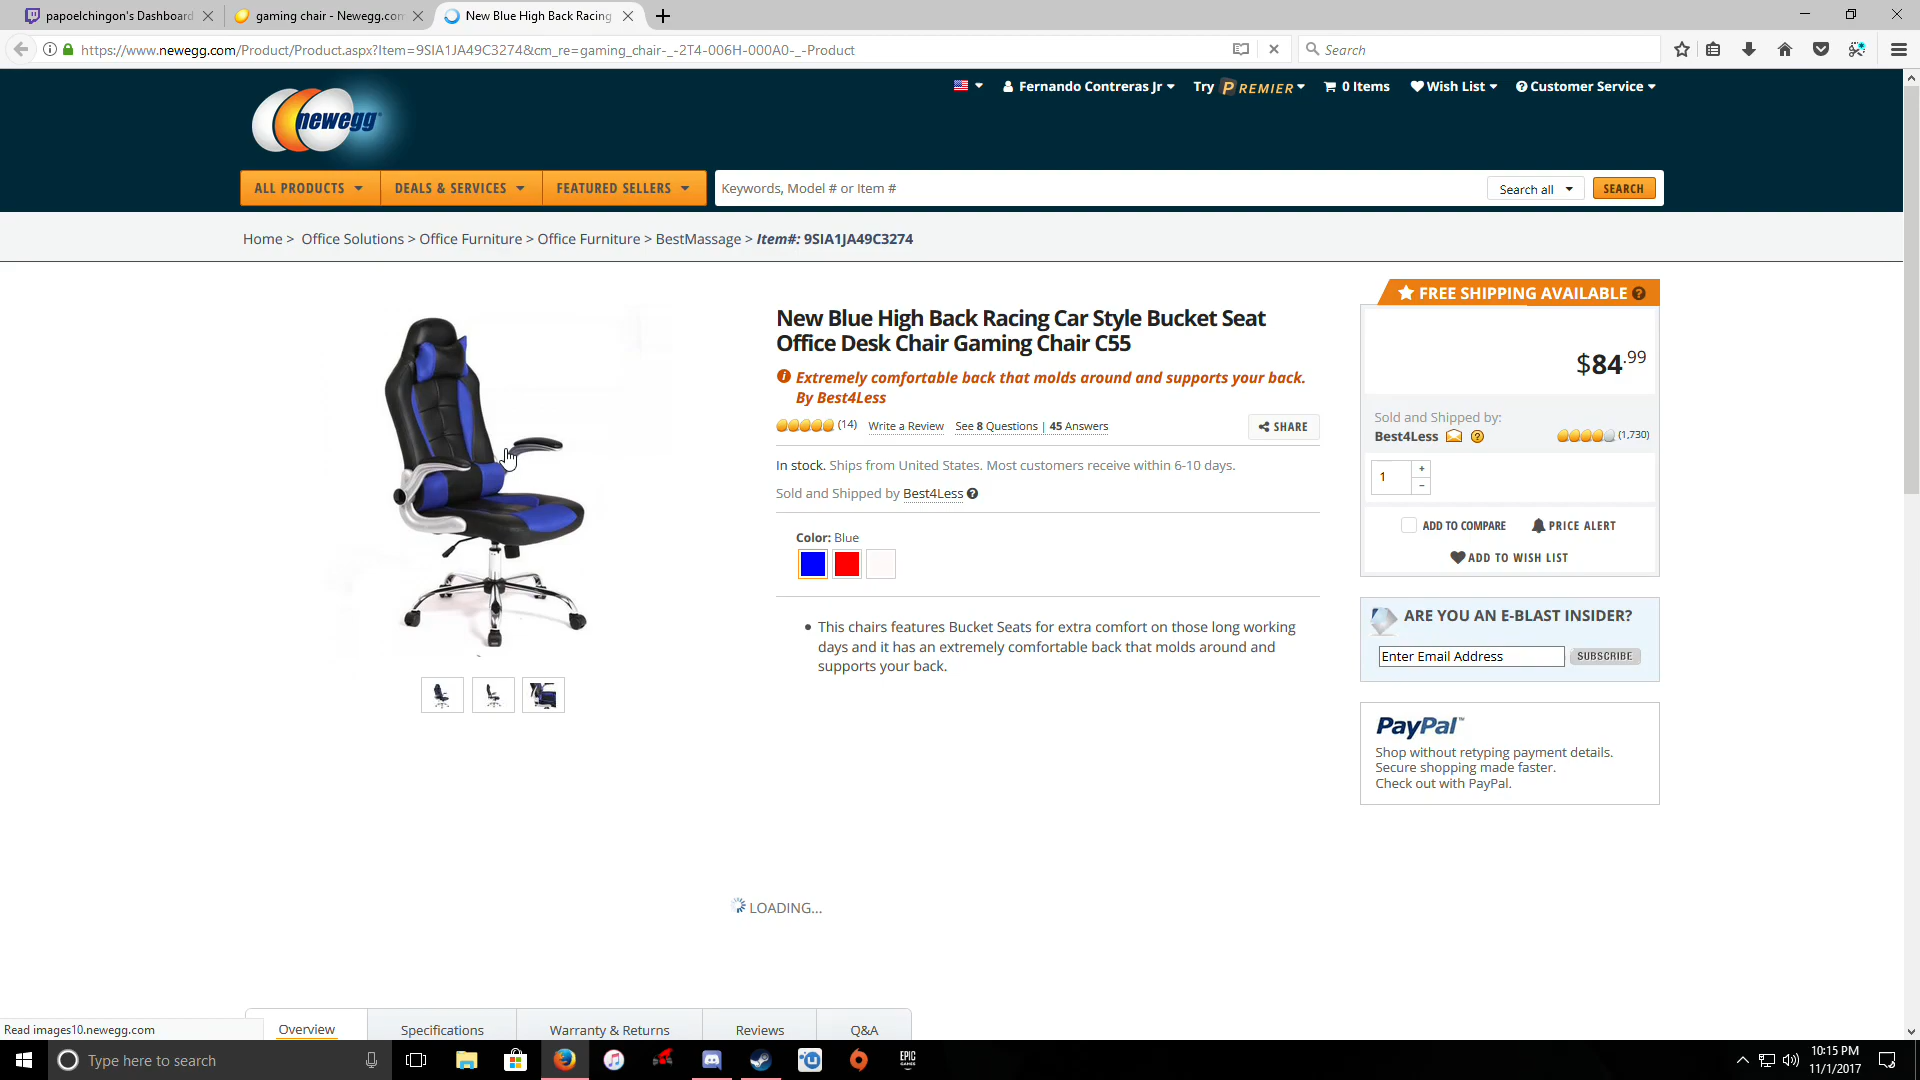 papoelchingon's Dashboard
gaming chair - Newegg.com
New Blue High Back Racing
https://www.newegg.com/Product/Product.aspx?Item=9SIA1JA49C3274&cm_re=gaming_chair-_-2T4-006H-000A0-_-Product
Search
newegg
Fernando Contreras Jr
Try PREMIER
0 Items
Wish List
Customer Service
ALL PRODUCTS
DEALS & SERVICES
FEATURED SELLERS
Keywords, Model # or Item #
Search all
SEARCH
Home > Office Solutions > Office Furniture > Office Furniture > BestMassage > Item#: 9SIA1JA49C3274
New Blue High Back Racing Car Style Bucket Seat
Office Desk Chair Gaming Chair C55
Extremely comfortable back that molds around and supports your back.
By Best4Less
(14) Write a Review See 8 Questions | 45 Answers
SHARE
In stock. Ships from United States. Most customers receive within 6-10 days.
Sold and Shipped by Best4Less
Color: Blue
• This chairs features Bucket Seats for extra comfort on those long working
days and it has an extremely comfortable back that molds around and
supports your back.
FREE SHIPPING AVAILABLE
$84.99
Sold and Shipped by:
Best4Less (1,730)
1
+
-
ADD TO COMPARE
PRICE ALERT
ADD TO WISH LIST
ARE YOU AN E-BLAST INSIDER?
Enter Email Address
SUBSCRIBE
PayPal™
Shop without retyping payment details.
Secure shopping made faster.
Check out with PayPal.
LOADING...
Overview
Specifications
Warranty & Returns
Reviews
Q&A
Read images10.newegg.com
Type here to search
EPIC
GAMES
10:15 PM
11/1/2017